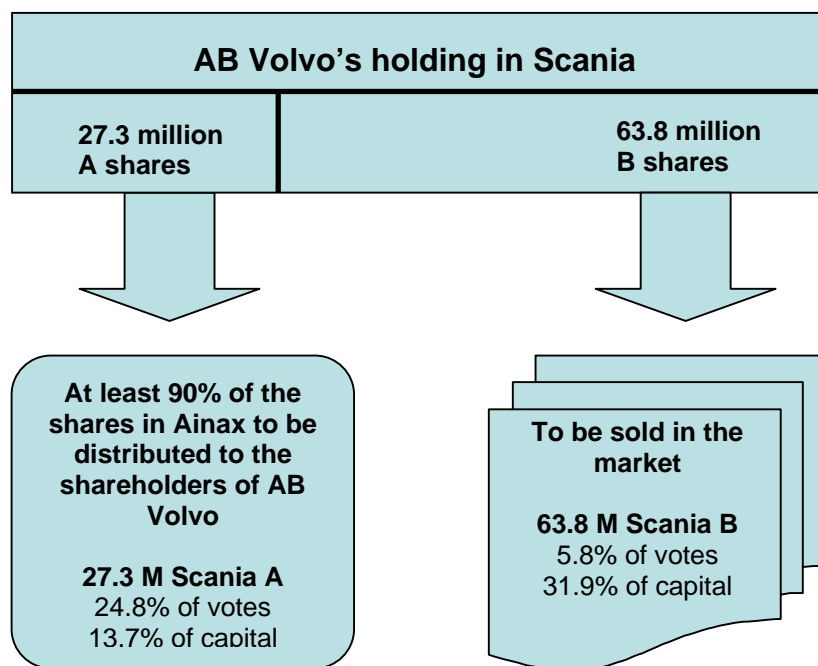 AB Volvo's holding in Scania
27.3 million
A shares
63.8 million
B shares
At least 90% of the
shares in Ainax to be
distributed to the
shareholders of AB
Volvo
27.3 M Scania A
24.8% of votes
13.7% of capital
To be sold in the
market
63.8 M Scania B
5.8% of votes
31.9% of capital